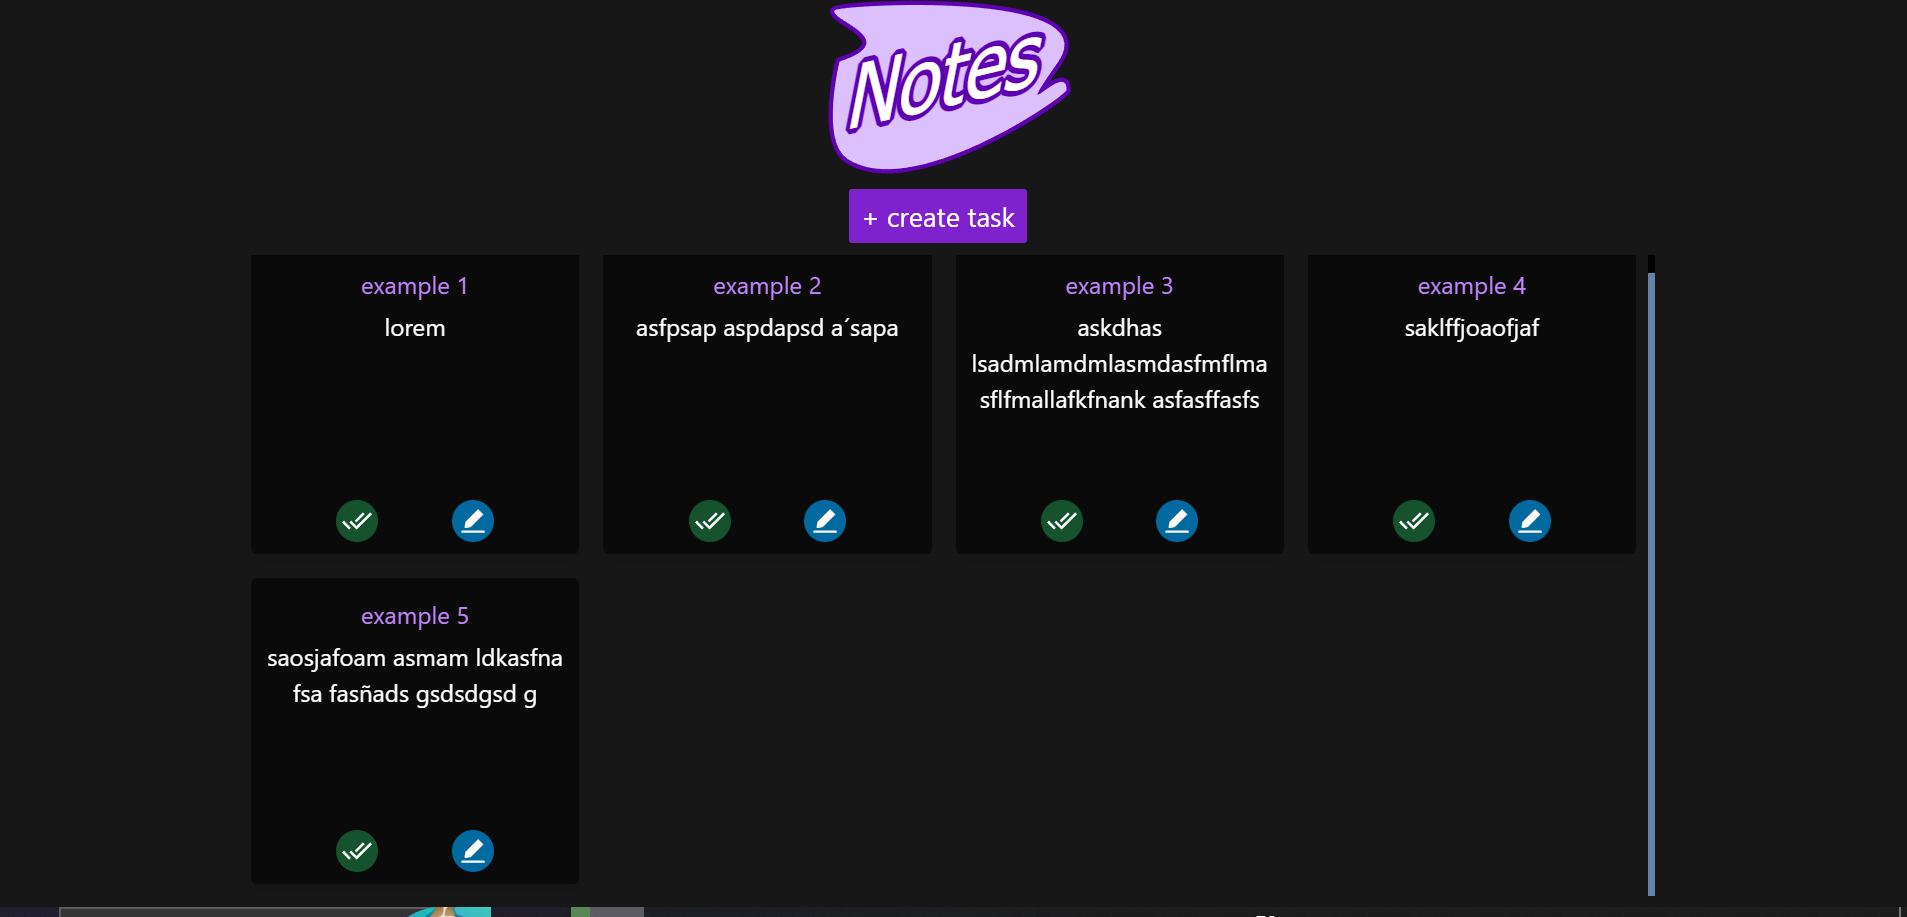 Notes
+ create task
example 1
lorem
example 2
asfpsap aspdapsd a´sapa
example 3
askdhas
lsadmlamdmlasmdasfmflma
sflfmallafkfnank asfasffasfs
example 4
saklffjoaofjaf
example 5
saosjafoam asmam ldkasfna
fsa fasñads gsdsdgsd g